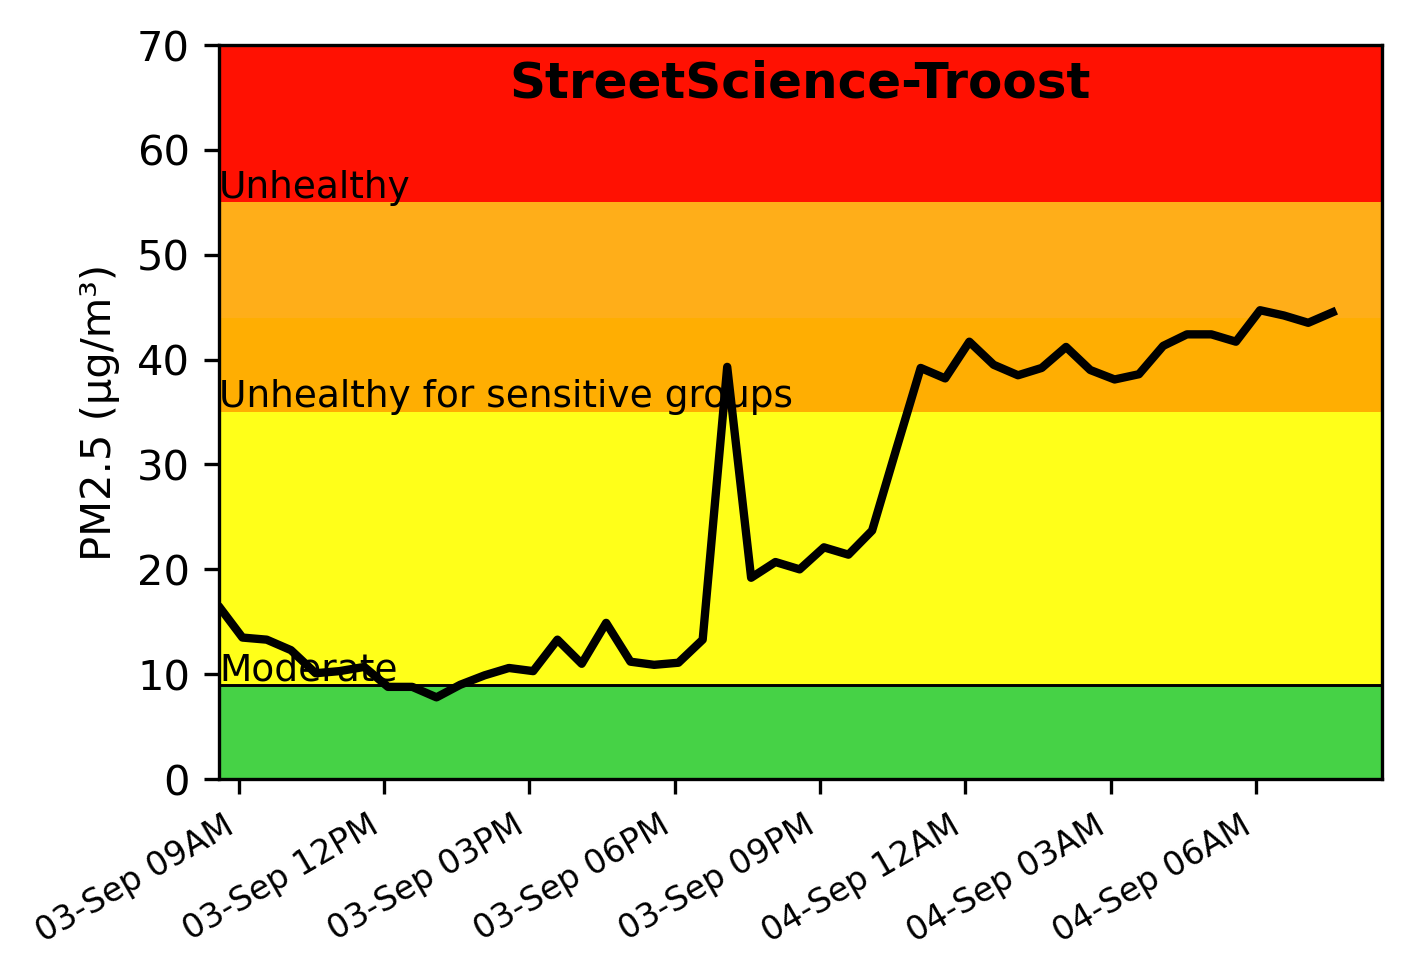 StreetScience-Troost
PM2.5 (µg/m³)
70
60
50
40
30
20
10
0
Unhealthy
Unhealthy for sensitive groups
Moderate
03-Sep 09AM
03-Sep 12PM
03-Sep 03PM
03-Sep 06PM
03-Sep 09PM
04-Sep 12AM
04-Sep 03AM
04-Sep 06AM